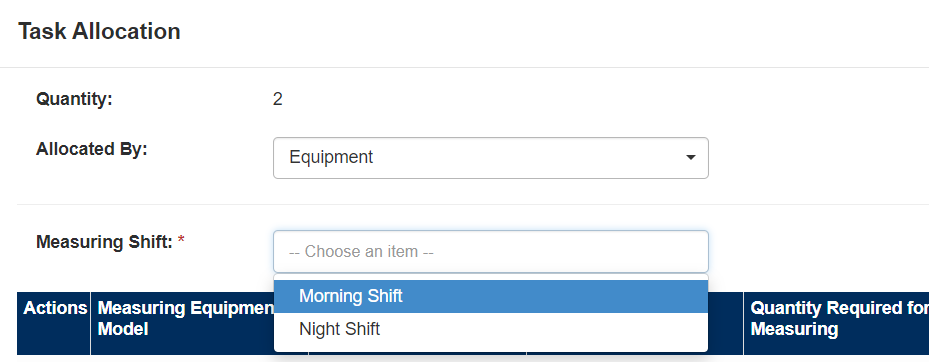 Task Allocation
Quantity: 2
Allocated By: Equipment
Measuring Shift: * -- Choose an item --
Morning Shift
Night Shift
Actions Measuring Equipmen Quantity Required for
Model Measuring